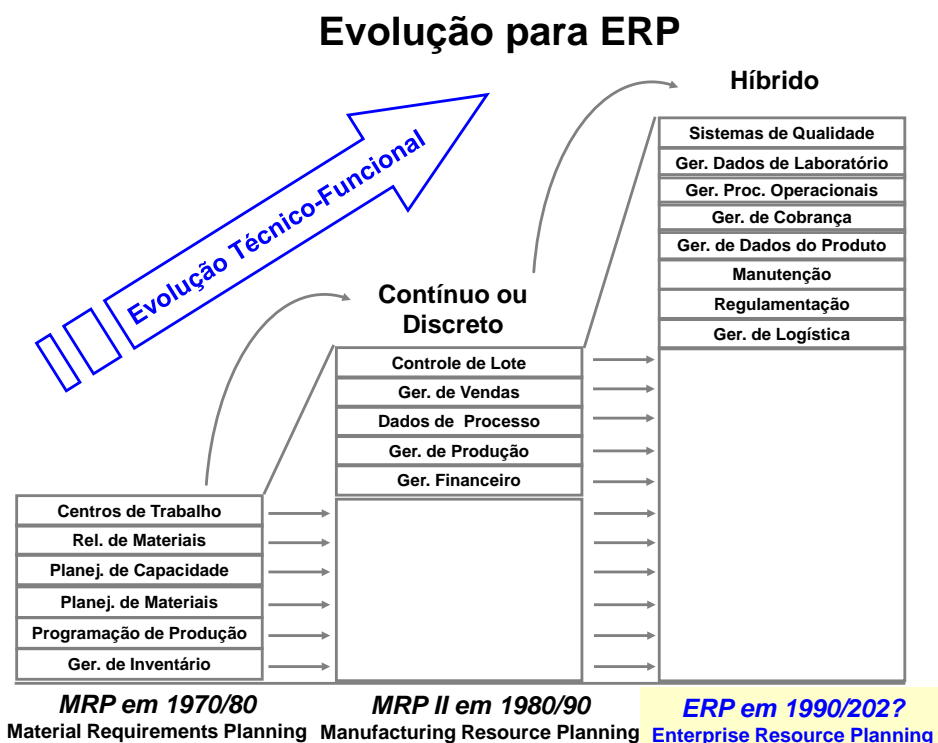 Evolução para ERP
Híbrido
Sistemas de Qualidade
Ger. Dados de Laboratório
Ger. Proc. Operacionais
Ger. de Cobrança
Ger. de Dados do Produto
Manutenção
Regulamentação
Ger. de Logística
Evolução Técnico-Funcional
Contínuo ou
Discreto
Controle de Lote
Ger. de Vendas
Dados de Processo
Ger. de Produção
Ger. Financeiro
Centros de Trabalho
Rel. de Materiais
Planej. de Capacidade
Planej. de Materiais
Programação de Produção
Ger. de Inventário
MRP em 1970/80
Material Requirements Planning
MRP II em 1980/90
Manufacturing Resource Planning
ERP em 1990/202?
Enterprise Resource Planning